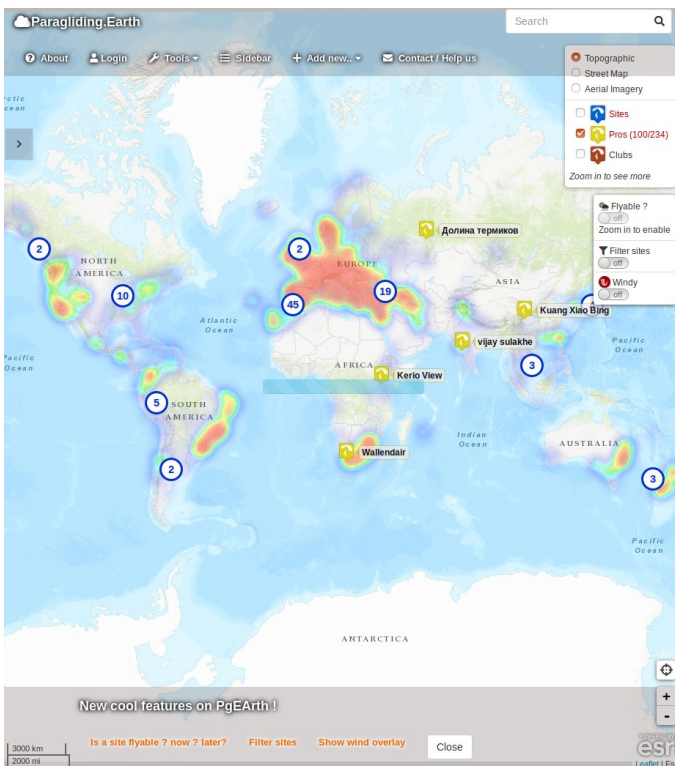 Paragliding.Earth
Search
About
Login
Tools
Sidebar
Add new..
Contact / Help us
Topographic
Street Map
Aerial Imagery
Sites
Pros (100/234)
Clubs
Zoom in to see more
Flyable ?
off
Zoom in to enable
Filter sites
off
Windy
off
2
NORTH
AMERICA
10
Atlantic
Ocean
2
EUROPE
45
19
Долина термиков
ASIA
Kuang Xiao Bing
vijay sulakhe
3
Pacific
Ocean
Pacific
Ocean
AFRICA
Kerio View
5
SOUTH
AMERICA
2
Wallendair
Indian
Ocean
AUSTRALIA
3
Pacific
Ocean
ANTARCTICA
+
-
New cool features on PgEArth !
Is a site flyable ? now ? later?
Filter sites
Show wind overlay
Close
3000 km
2000 mi
esri
Leaflet | Es